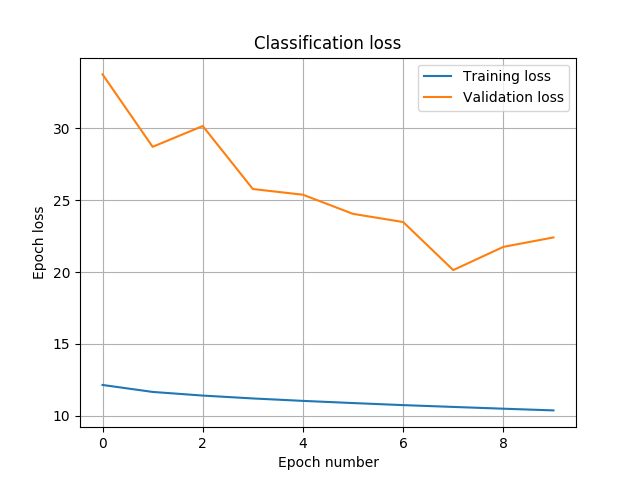 Classification loss
Training loss
Validation loss
Epoch loss
30
25
20
15
10
0 2 4 6 8
Epoch number